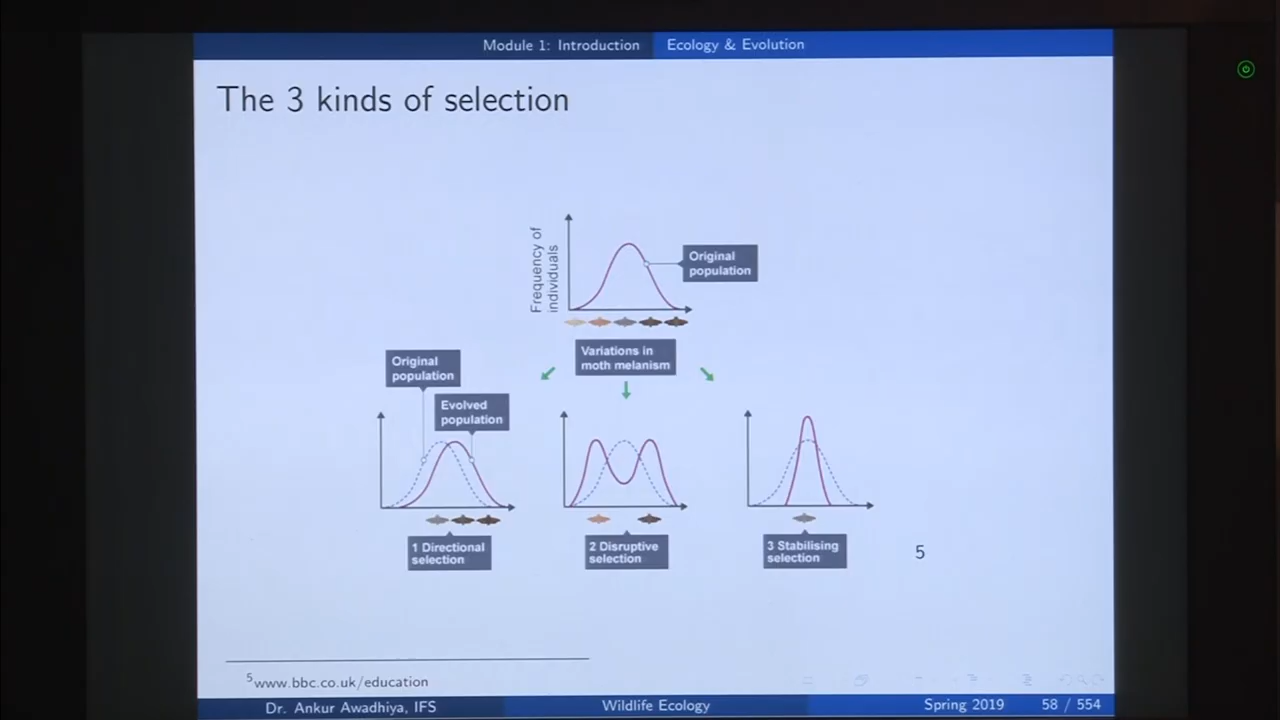 Module 1: Introduction
Ecology & Evolution
The 3 kinds of selection
Frequency of
individuals
Original
population
Variations in
moth melanism
Original
population
Evolved
population
1 Directional
selection
2 Disruptive
selection
3 Stabilising
selection
5
5www.bbc.co.uk/education
Dr. Ankur Awadhiya, IFS
Wildlife Ecology
Spring 2019
58 / 554